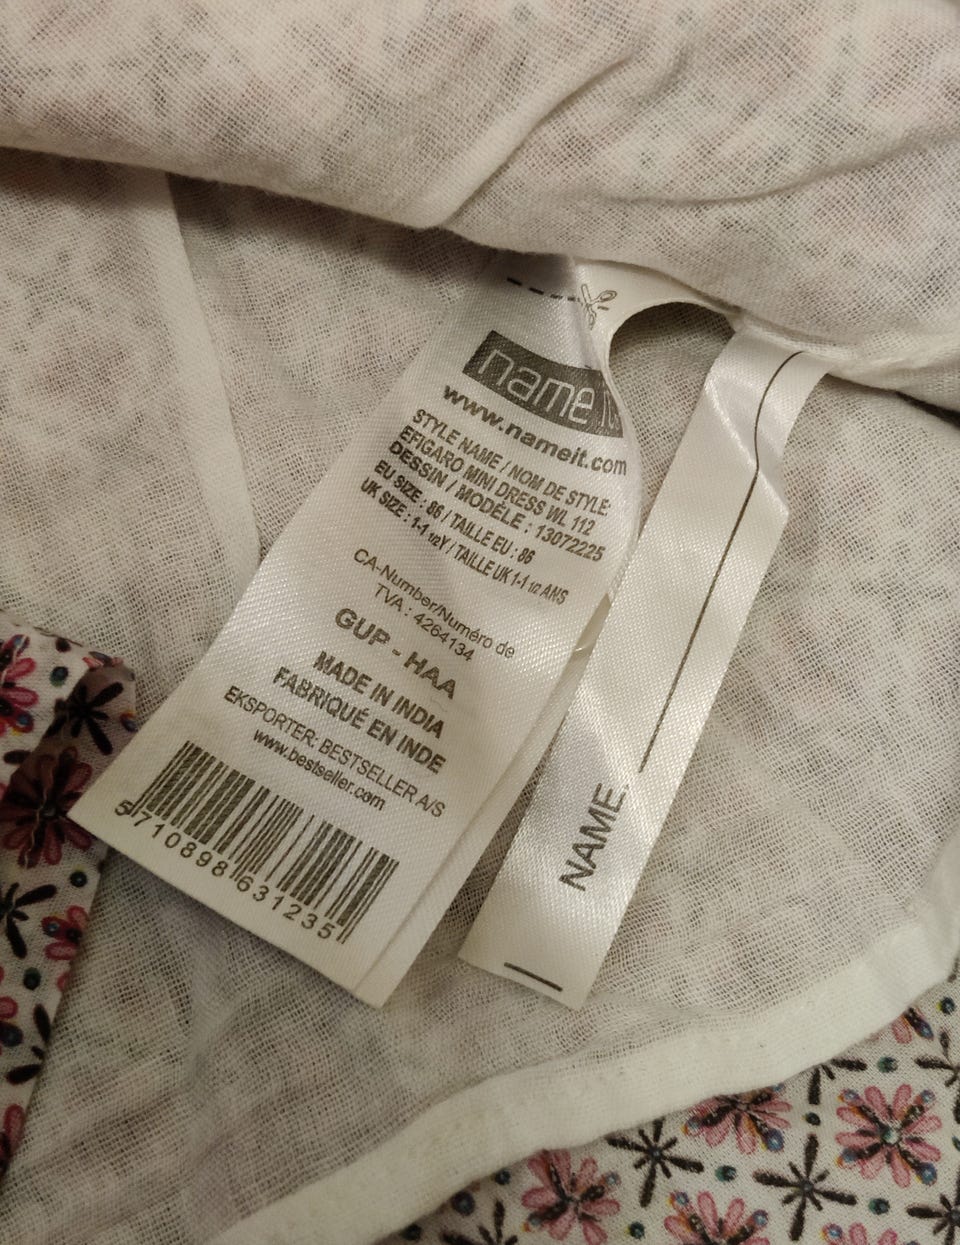 name it
www.nameit.com
STYLE NAME / NOM DE STYLE:
EFIGARO MINI DRESS WL 112
DESSIN / MODÈLE : 13072225
EU SIZE : 86 / TAILLE EU : 86
UK SIZE : 1-1 1/2Y / TAILLE UK 1-1 1/2 ANS
CA-Number/Numéro de
TVA : 4264134
GUP - HAA
MADE IN INDIA
FABRIQUÉ EN INDE
EKSPORTER: BESTSELLER A/S
www.bestseller.com
5710898631235
NAME: